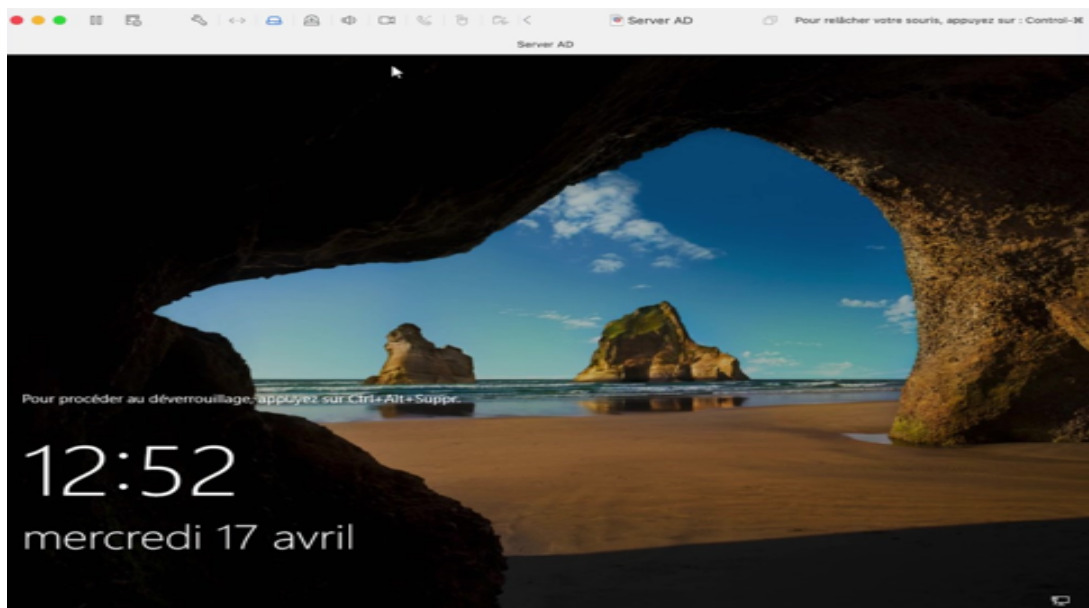 Server AD
Pour relâcher votre souris, appuyez sur : Control-⌘
Server AD
Pour procéder au déverrouillage, appuyez sur Ctrl+Alt+Suppr.
12:52
mercredi 17 avril